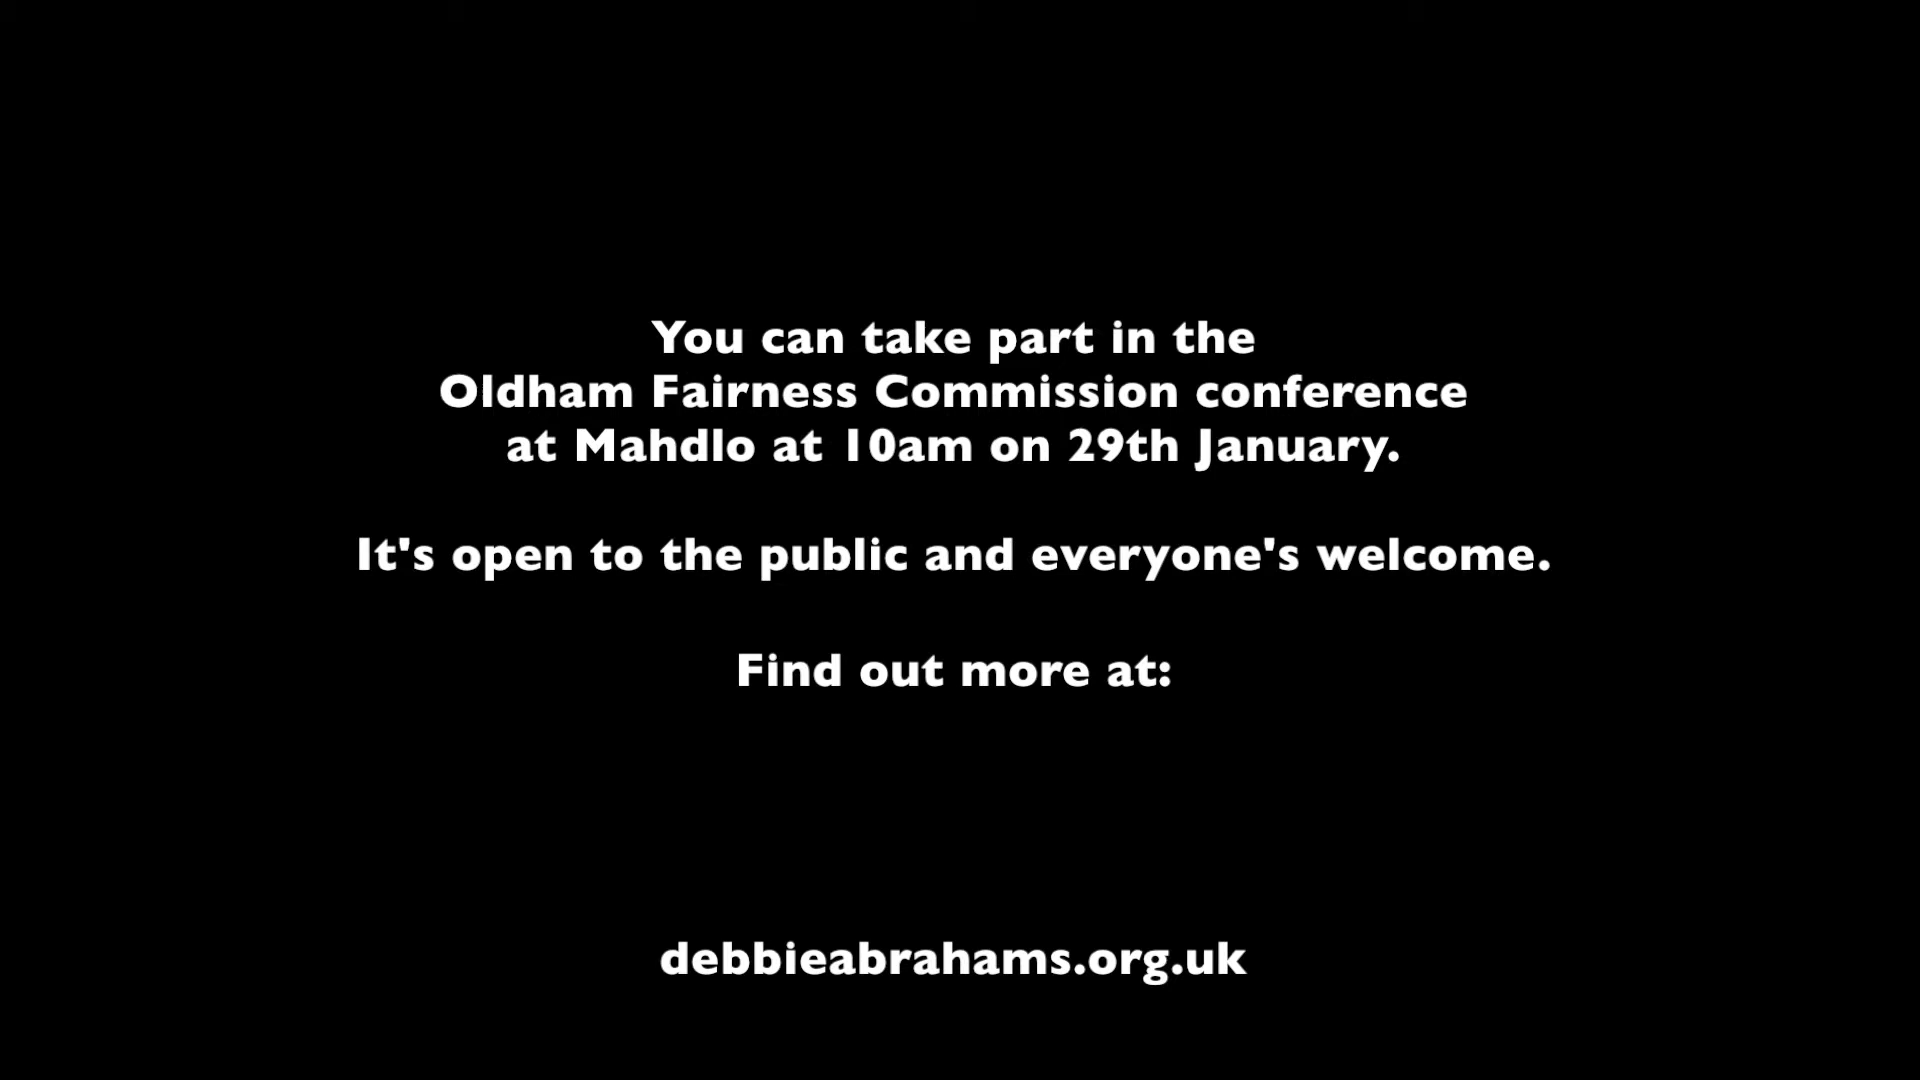 You can take part in the
Oldham Fairness Commission conference
at Mahdlo at 10am on 29th January.
It's open to the public and everyone's welcome.
Find out more at:
debbieabrahams.org.uk